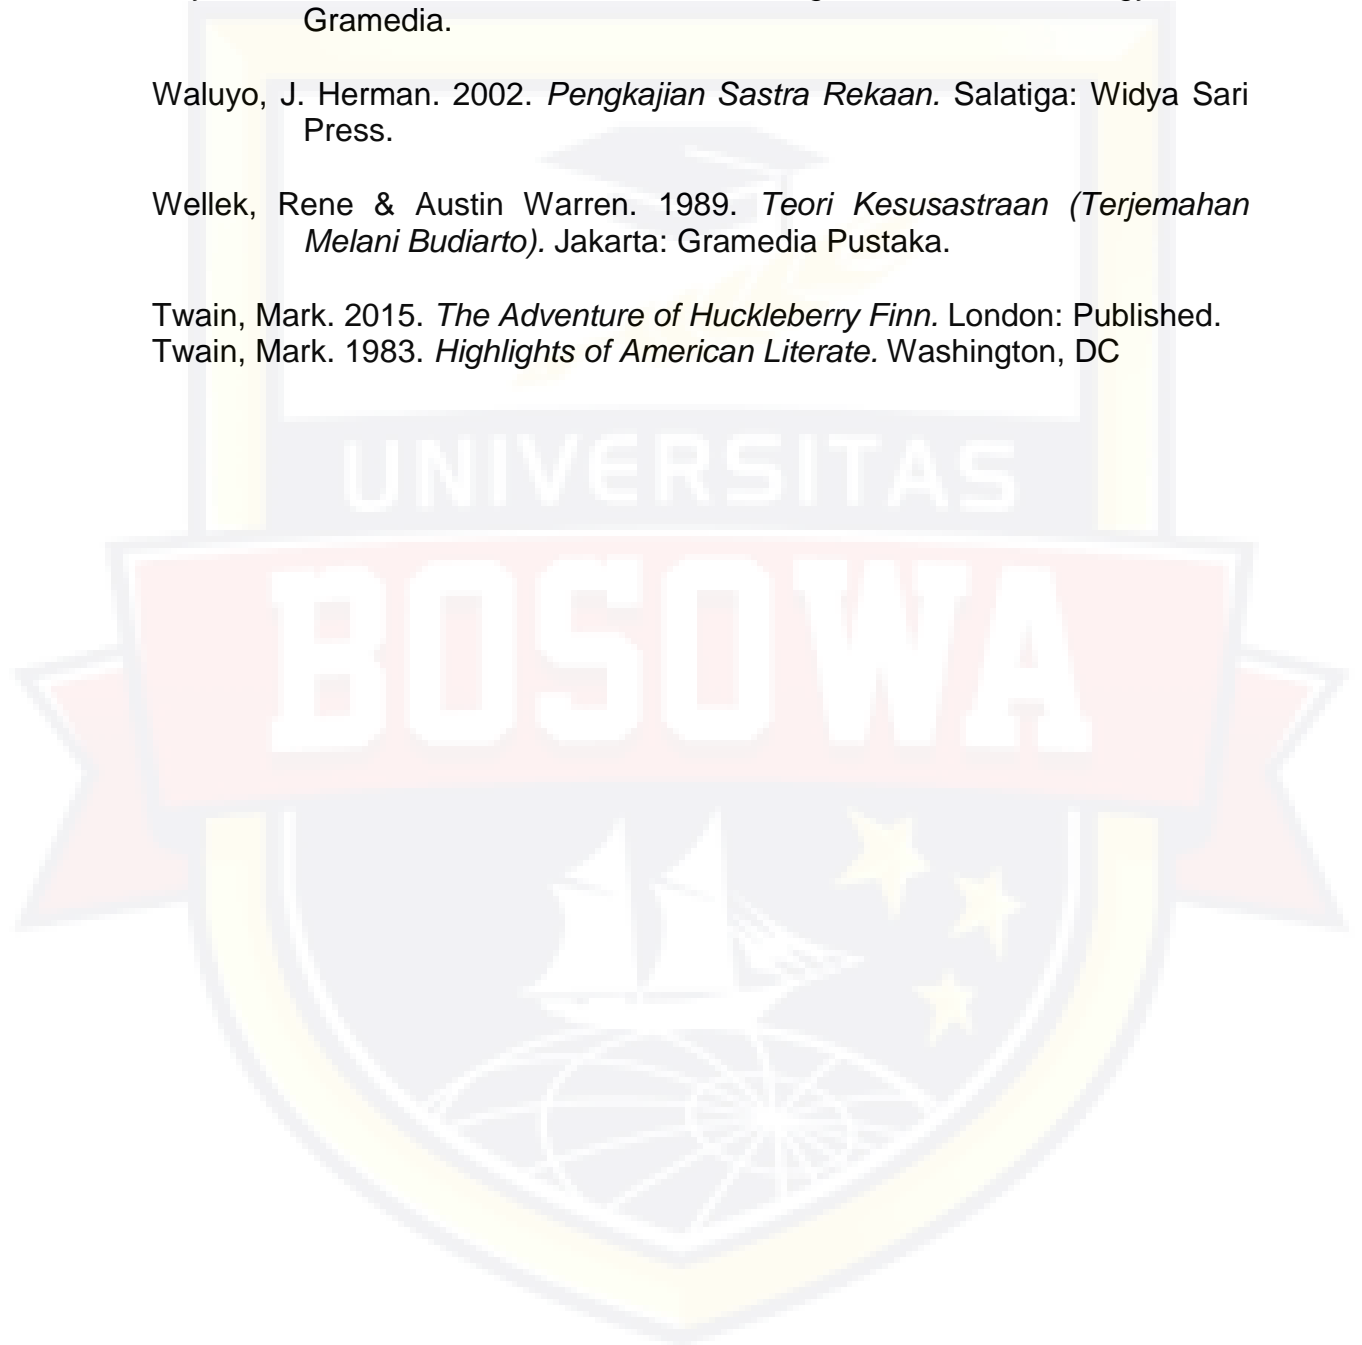 Gramedia.
Waluyo, J. Herman. 2002. Pengkajian Sastra Rekaan. Salatiga: Widya Sari
Press.
Wellek, Rene & Austin Warren. 1989. Teori Kesusastraan (Terjemahan
Melani Budiarto). Jakarta: Gramedia Pustaka.
Twain, Mark. 2015. The Adventure of Huckleberry Finn. London: Published.
Twain, Mark. 1983. Highlights of American Literate. Washington, DC
UNIVERSITAS
BOSOWA